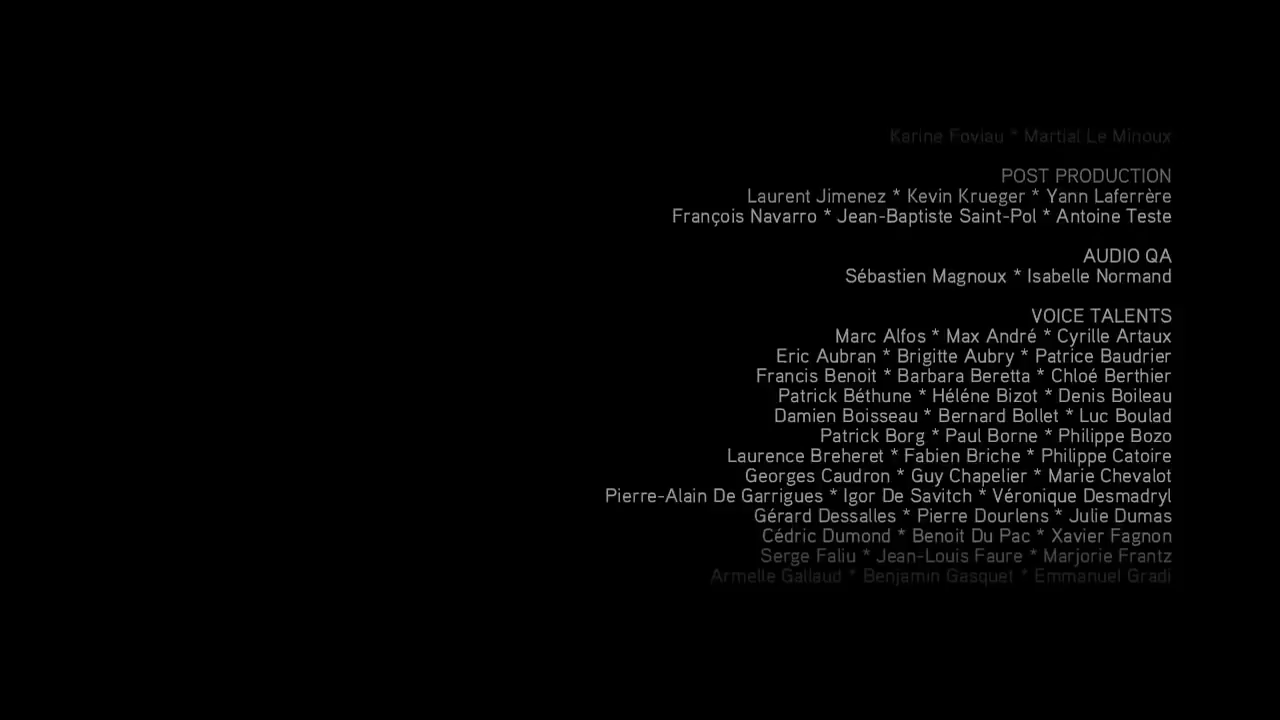 Karine Foviau * Martial Le Minoux
POST PRODUCTION
Laurent Jimenez * Kevin Krueger * Yann Laferrère
François Navarro * Jean-Baptiste Saint-Pol * Antoine Teste
AUDIO QA
Sébastien Magnoux * Isabelle Normand
VOICE TALENTS
Marc Alfos * Max André * Cyrille Artaux
Eric Aubran * Brigitte Aubry * Patrice Baudrier
Francis Benoit * Barbara Beretta * Chloé Berthier
Patrick Béthune * Héléne Bizot * Denis Boileau
Damien Boisseau * Bernard Bollet * Luc Boulad
Patrick Borg * Paul Borne * Philippe Bozo
Laurence Breheret * Fabien Briche * Philippe Catoire
Georges Caudron * Guy Chapelier * Marie Chevalot
Pierre-Alain De Garrigues * Igor De Savitch * Véronique Desmadryl
Gérard Dessalles * Pierre Dourlens * Julie Dumas
Cédric Dumond * Benoit Du Pac * Xavier Fagnon
Serge Faliu * Jean-Louis Faure * Marjorie Frantz
Armelle Gallaud * Benjamin Gasquet * Emmanuel Gradi